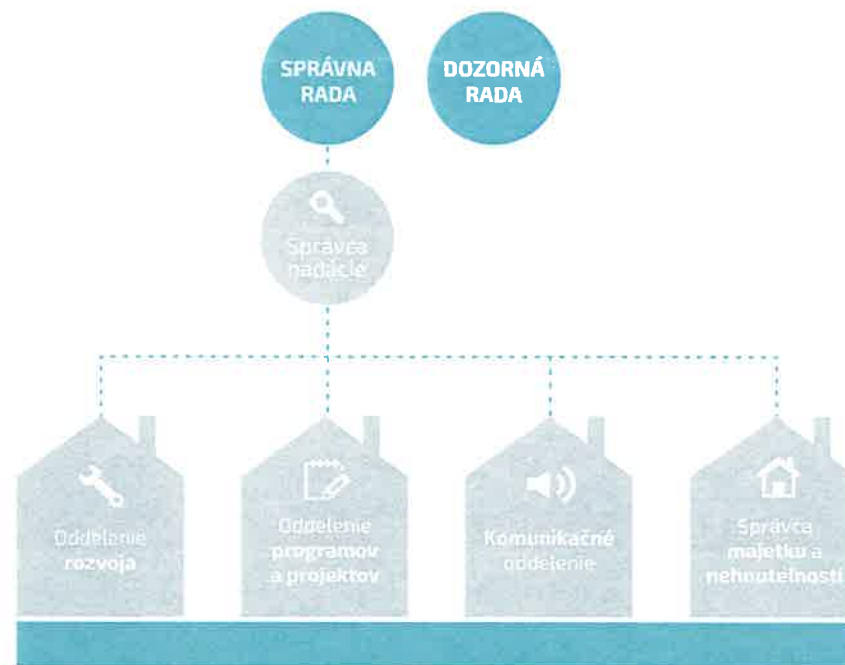 SPRÁVNA
RADA
DOZORNÁ
RADA
Správca
nadácie
Oddelenie
rozvoja
Oddelenie
programov
a projektov
Komunikačné
oddelenie
Správca
majetku a
nehnuteľností